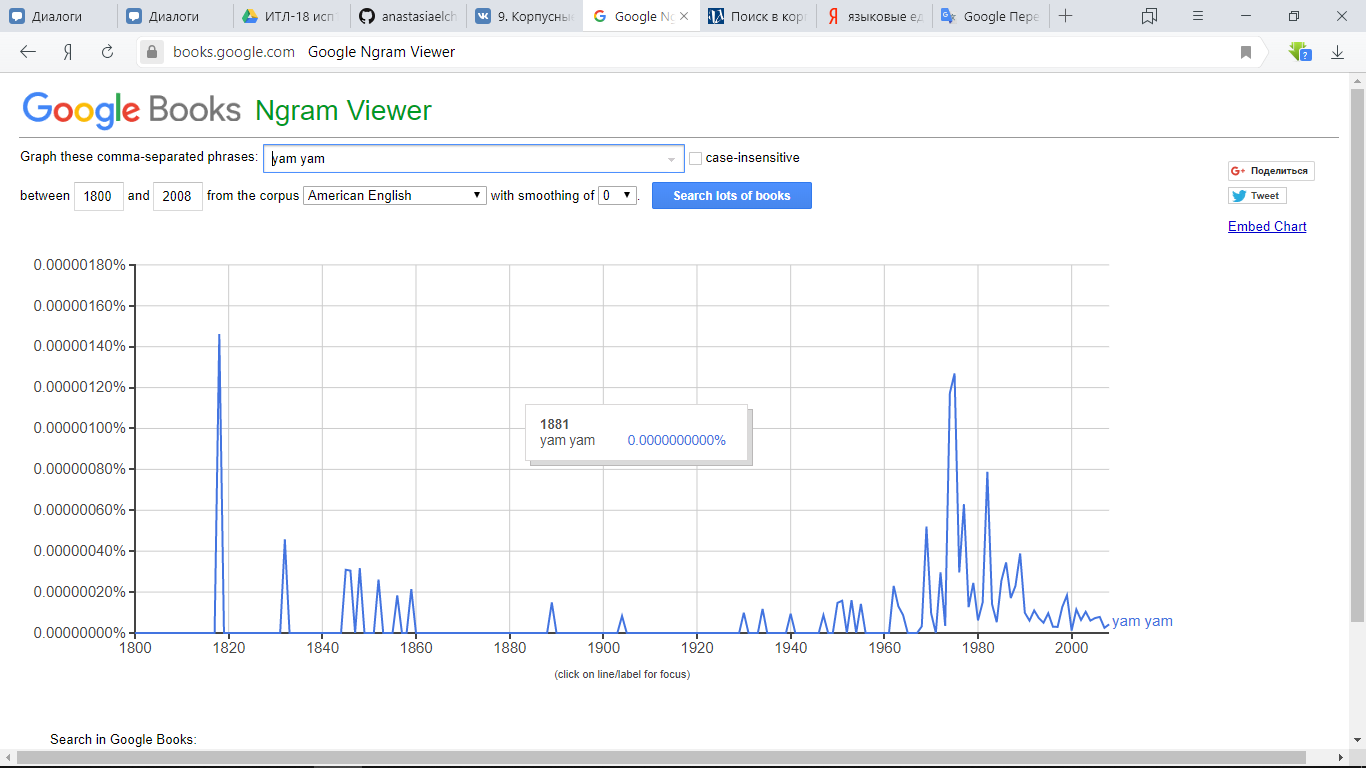 Диалоги Диалоги ИТЛ-18 исп anastasiaelch 9. Корпусны Google Ng Поиск в кор языковые ед Google Пере
books.google.com Google Ngram Viewer
Google Books Ngram Viewer
Graph these comma-separated phrases: yam yam case-insensitive
between 1800 and 2008 from the corpus American English with smoothing of 0 . Search lots of books
G+ Поделиться
Tweet
Embed Chart
0.00000180%
0.00000160%
0.00000140%
0.00000120%
0.00000100%
0.00000080%
0.00000060%
0.00000040%
0.00000020%
0.00000000%
1881
yam yam 0.0000000000%
yam yam
1800 1820 1840 1860 1880 1900 1920 1940 1960 1980 2000
(click on line/label for focus)
Search in Google Books: